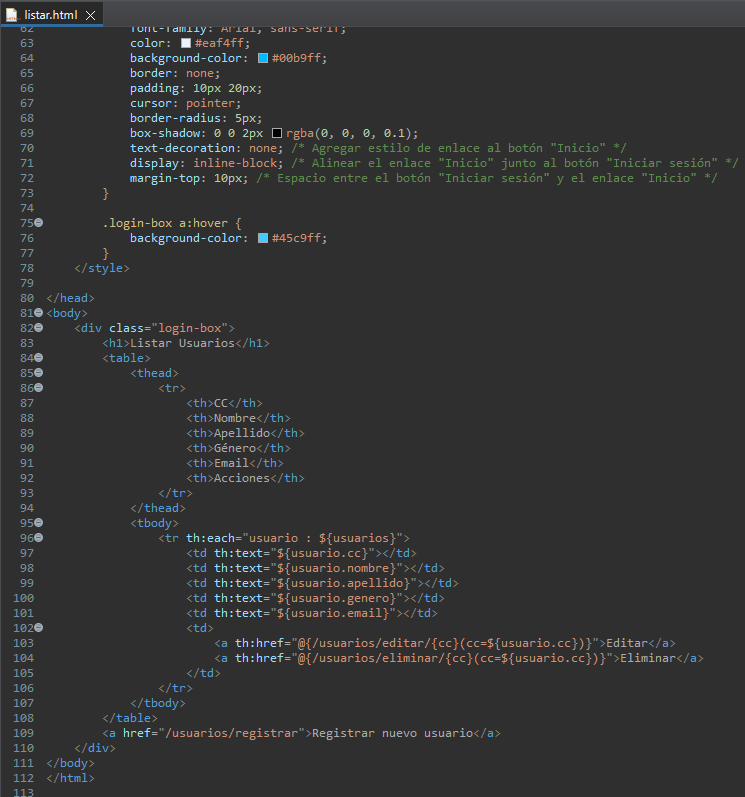 listar.html
62 font-family: Arial, sans-serif;
63 color: #eaf4ff;
64 background-color: #00b9ff;
65 border: none;
66 padding: 10px 20px;
67 cursor: pointer;
68 border-radius: 5px;
69 box-shadow: 0 0 2px rgba(0, 0, 0, 0.1);
70 text-decoration: none; /* Agregar estilo de enlace al botón "Inicio" */
71 display: inline-block; /* Alinear el enlace "Inicio" junto al botón "Iniciar sesión" */
72 margin-top: 10px; /* Espacio entre el botón "Iniciar sesión" y el enlace "Inicio" */
73 }
74
75 .login-box a:hover {
76 background-color: #45c9ff;
77 }
78 </style>
79
80 </head>
81 <body>
82 <div class="login-box">
83 <h1>Listar Usuarios</h1>
84 <table>
85 <thead>
86 <tr>
87 <th>CC</th>
88 <th>Nombre</th>
89 <th>Apellido</th>
90 <th>Género</th>
91 <th>Email</th>
92 <th>Acciones</th>
93 </tr>
94 </thead>
95 <tbody>
96 <tr th:each="usuario : ${usuarios}">
97 <td th:text="${usuario.cc}"></td>
98 <td th:text="${usuario.nombre}"></td>
99 <td th:text="${usuario.apellido}"></td>
100 <td th:text="${usuario.genero}"></td>
101 <td th:text="${usuario.email}"></td>
102 <td>
103 <a th:href="@{/usuarios/editar/{cc}(cc=${usuario.cc})}">Editar</a>
104 <a th:href="@{/usuarios/eliminar/{cc}(cc=${usuario.cc})}">Eliminar</a>
105 </td>
106 </tr>
107 </tbody>
108 </table>
109 <a href="/usuarios/registrar">Registrar nuevo usuario</a>
110 </div>
111 </body>
112 </html>
113